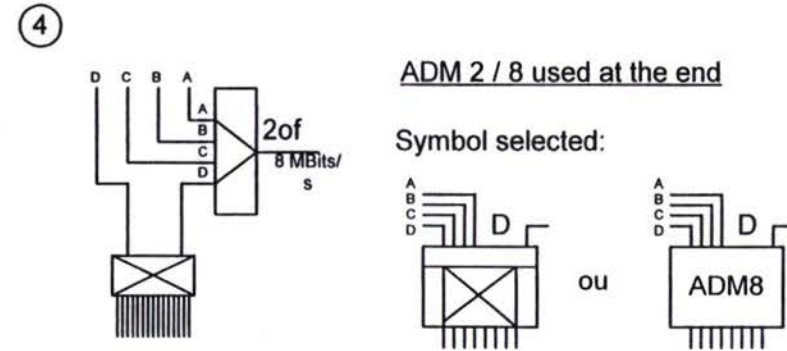 4
ADM 2 / 8 used at the end
D C B A
A
B
C
D
2of
8 MBits/
s
Symbol selected:
A
B
C
D
D
ou
A
B
C
D
D
ADM8